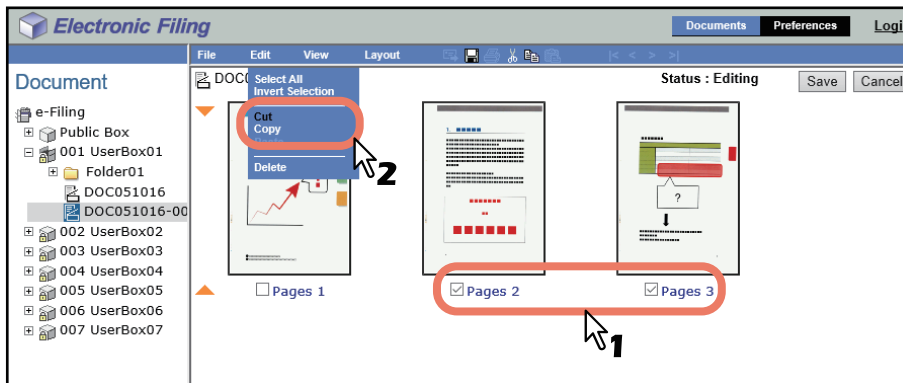 Electronic Filing
Documents
Preferences
Logi
File Edit View Layout
Document
DOC0
Status : Editing
Save
Cancel
Select All
Invert Selection
Cut
Copy
Delete
e-Filing
Public Box
001 UserBox01
Folder01
DOC051016
DOC051016-00
002 UserBox02
003 UserBox03
004 UserBox04
005 UserBox05
006 UserBox06
007 UserBox07
1.
?
Pages 1
Pages 2
Pages 3
2
1